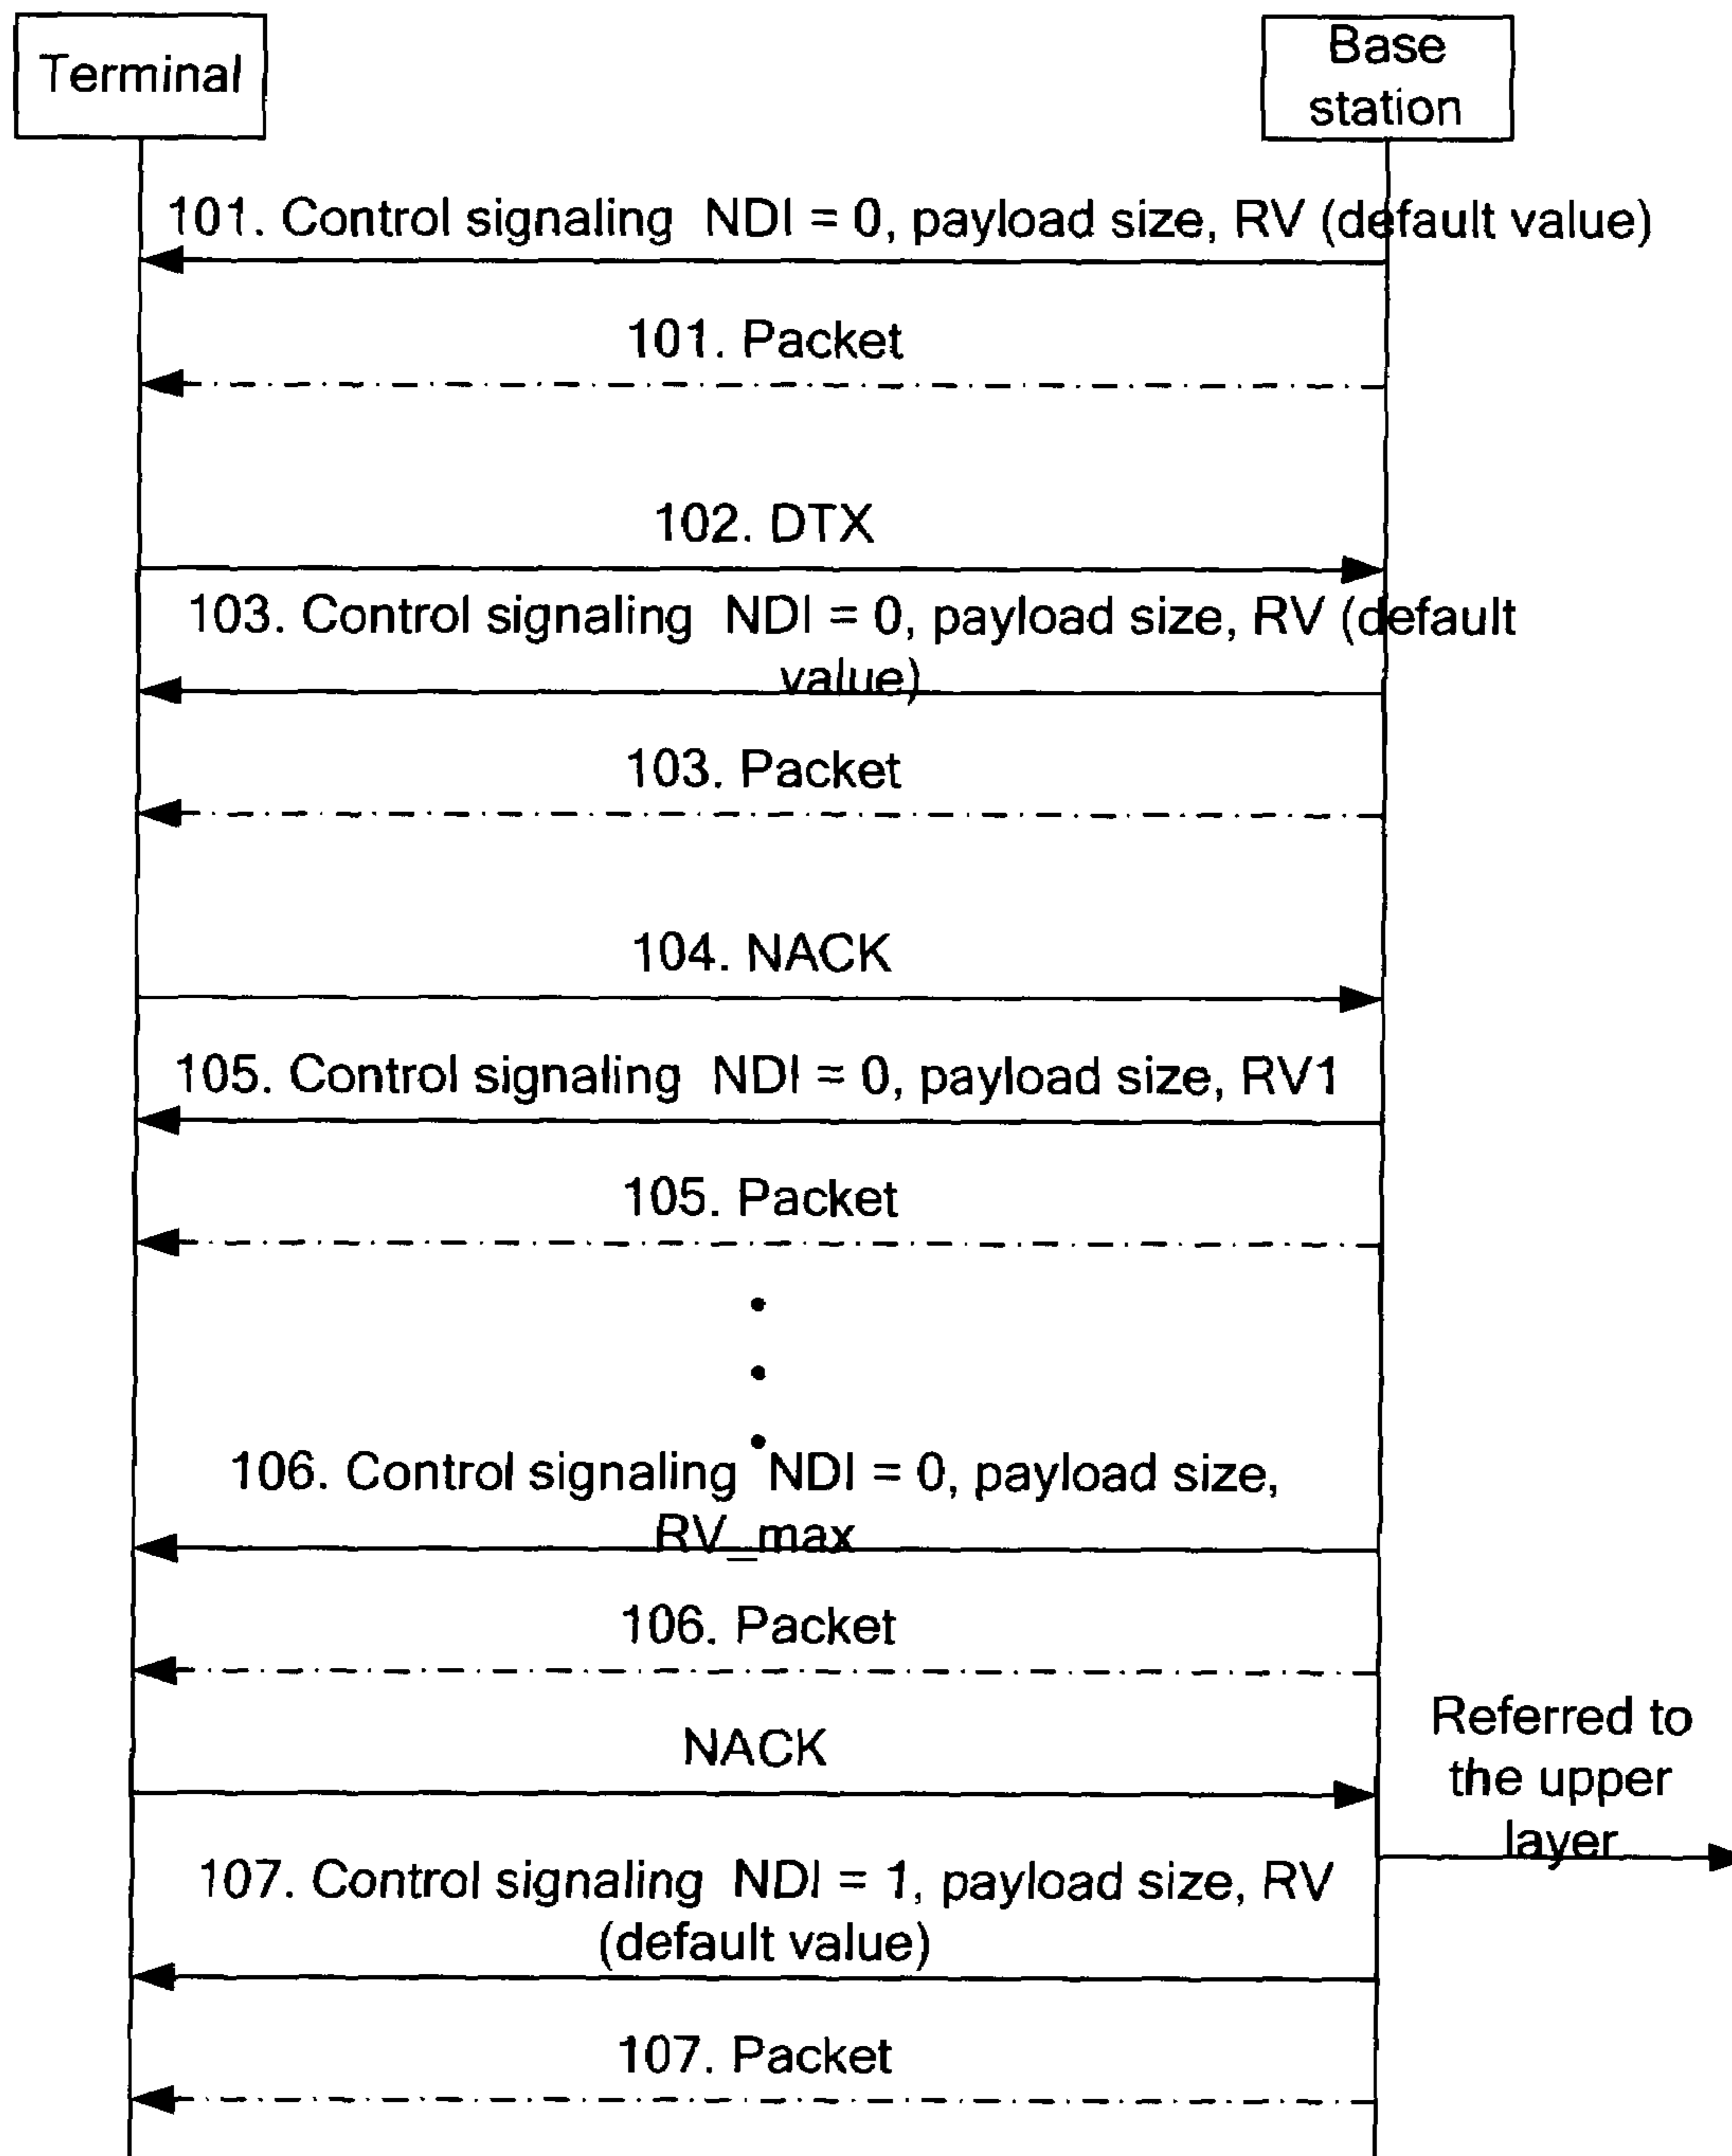 Terminal
Base
station
101. Control signaling NDI = 0, payload size, RV (default value)
101. Packet
102. DTX
103. Control signaling NDI = 0, payload size, RV (default
value)
103. Packet
104. NACK
105. Control signaling NDI = 0, payload size, RV1
105. Packet
106. Control signaling NDI = 0, payload size,
RV_max
106. Packet
NACK
Referred to
the upper
layer
107. Control signaling NDI = 1, payload size, RV
(default value)
107. Packet